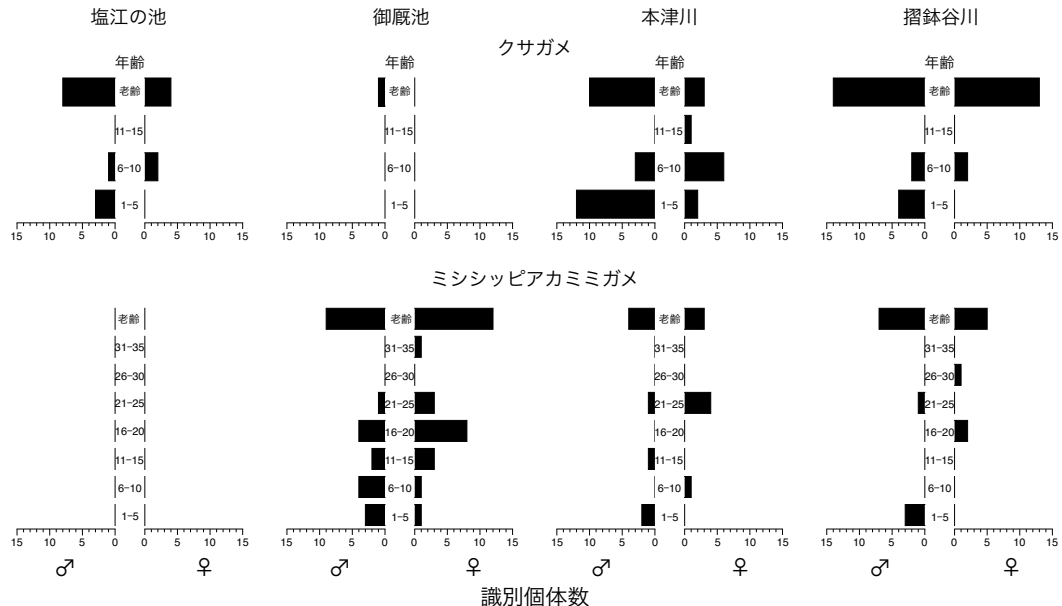 塩江の池 御厩池 本津川 摺鉢谷川
クサガメ
年齢 年齢 年齢 年齢
老齢 老齢 老齢 老齢
11-15 11-15 11-15 11-15
6-10 6-10 6-10 6-10
1-5 1-5 1-5 1-5
15 10 5 0 0 5 10 15 15 10 5 0 0 5 10 15 15 10 5 0 0 5 10 15 15 10 5 0 0 5 10 15
ミシシッピアカミミガメ
老齢 老齢 老齢 老齢
31-35 31-35 31-35 31-35
26-30 26-30 26-30 26-30
21-25 21-25 21-25 21-25
16-20 16-20 16-20 16-20
11-15 11-15 11-15 11-15
6-10 6-10 6-10 6-10
1-5 1-5 1-5 1-5
15 10 5 0 0 5 10 15 15 10 5 0 0 5 10 15 15 10 5 0 0 5 10 15 15 10 5 0 0 5 10 15
♂ ♀ ♂ ♀ ♂ ♀ ♂ ♀
識別個体数